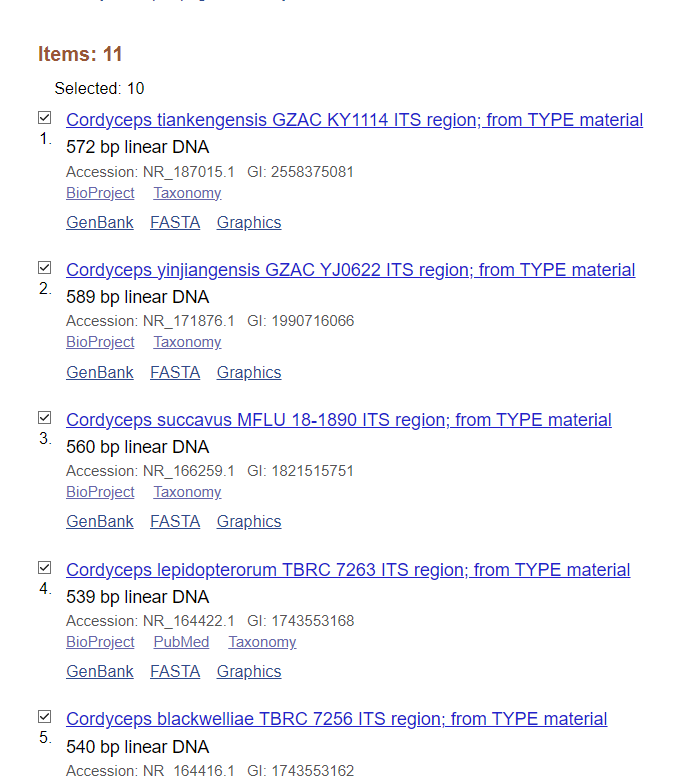 Items: 11
Selected: 10
Cordyceps tiankengensis GZAC KY1114 ITS region; from TYPE material
1.
572 bp linear DNA
Accession: NR_187015.1 GI: 2558375081
BioProject Taxonomy
GenBank FASTA Graphics
Cordyceps yinjiangensis GZAC YJ0622 ITS region; from TYPE material
2.
589 bp linear DNA
Accession: NR_171876.1 GI: 1990716066
BioProject Taxonomy
GenBank FASTA Graphics
Cordyceps succavus MFLU 18-1890 ITS region; from TYPE material
3.
560 bp linear DNA
Accession: NR_166259.1 GI: 1821515751
BioProject Taxonomy
GenBank FASTA Graphics
Cordyceps lepidopterorum TBRC 7263 ITS region; from TYPE material
4.
539 bp linear DNA
Accession: NR_164422.1 GI: 1743553168
BioProject PubMed Taxonomy
GenBank FASTA Graphics
Cordyceps blackwelliae TBRC 7256 ITS region; from TYPE material
5.
540 bp linear DNA
Accession: NR_164416.1 GI: 1743553162